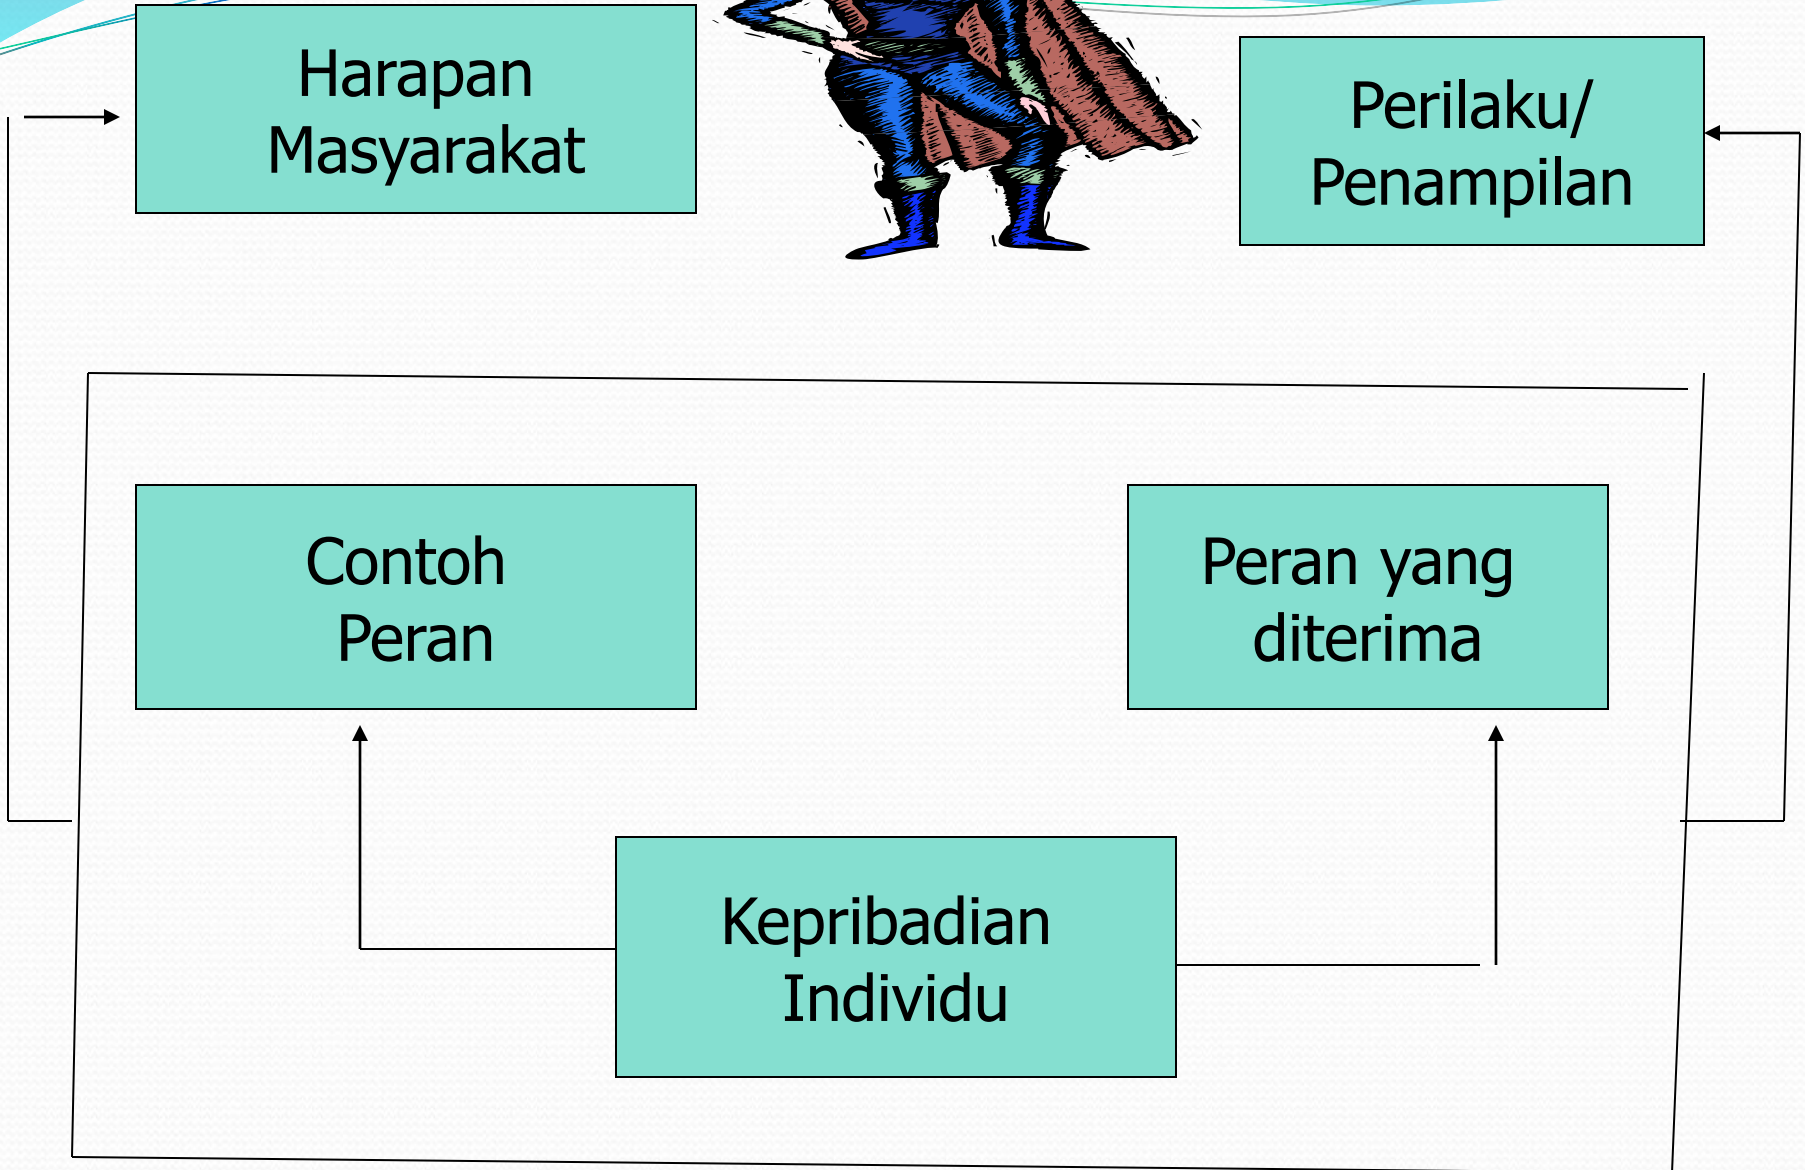 Harapan
Masyarakat
Perilaku/
Penampilan
Contoh
Peran
Peran yang
diterima
Kepribadian
Individu